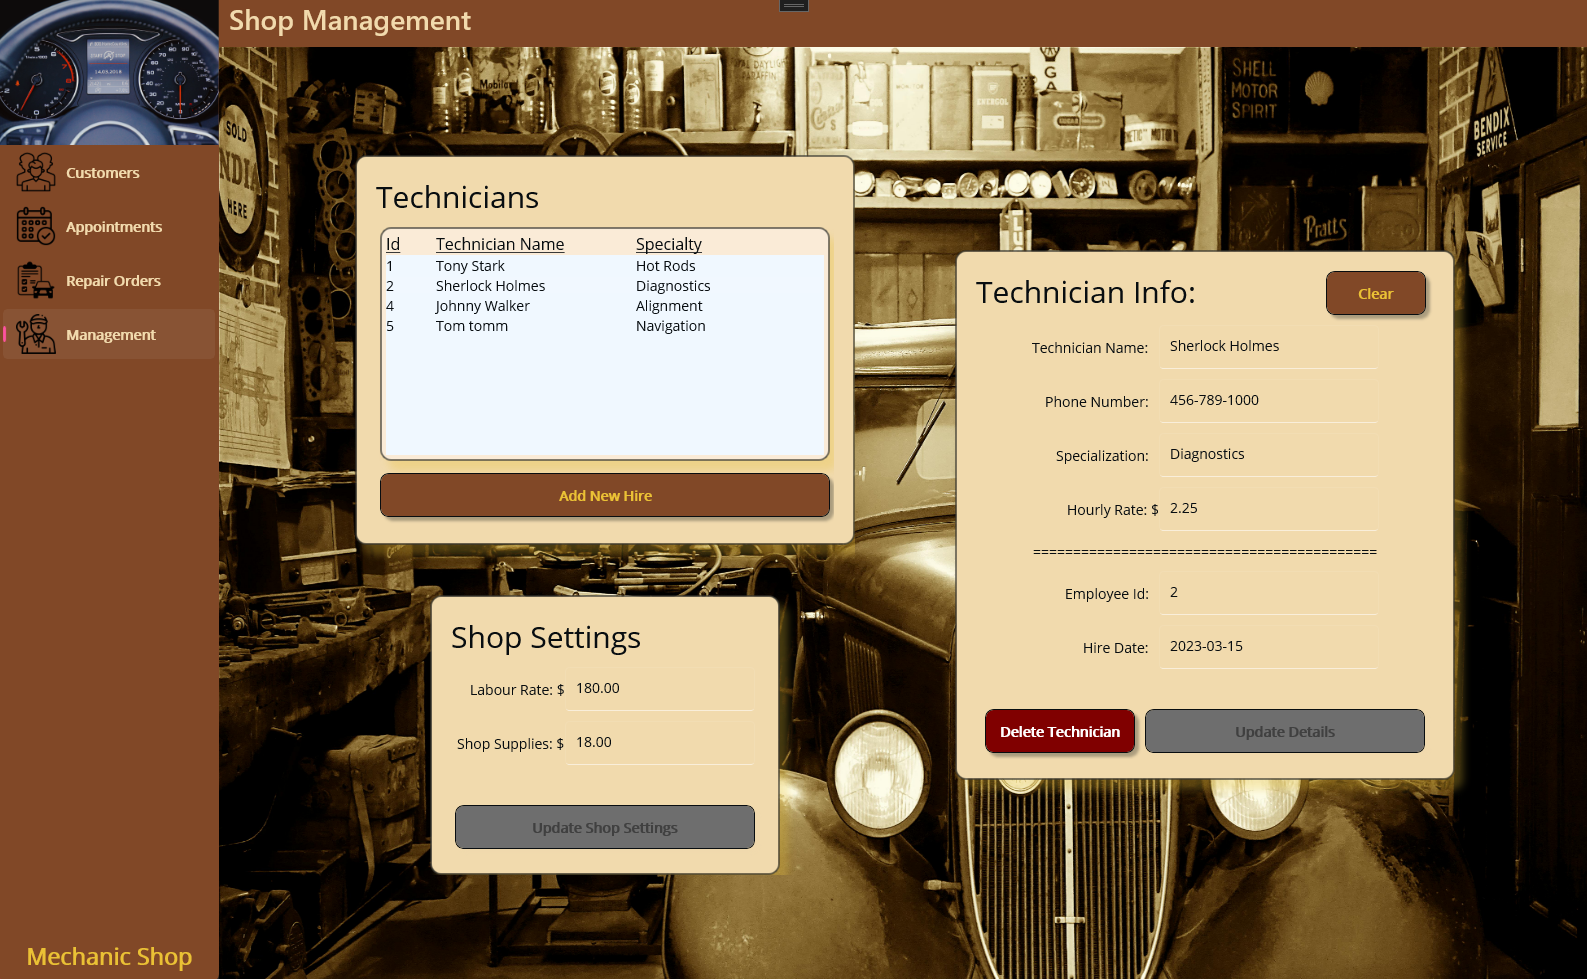 Shop Management
Customers
Appointments
Repair Orders
Management
Mechanic Shop
Technicians
Id Technician Name Specialty
1 Tony Stark Hot Rods
2 Sherlock Holmes Diagnostics
4 Johnny Walker Alignment
5 Tom tomm Navigation
Add New Hire
Shop Settings
Labour Rate: $ 180.00
Shop Supplies: $ 18.00
Update Shop Settings
Technician Info:
Clear
Technician Name: Sherlock Holmes
Phone Number: 456-789-1000
Specialization: Diagnostics
Hourly Rate: $ 2.25
===========================================
Employee Id: 2
Hire Date: 2023-03-15
Delete Technician
Update Details
SOLD
HERE
SHELL
MOTOR
SPIRIT
BENDIX
SERVICE
Pratts